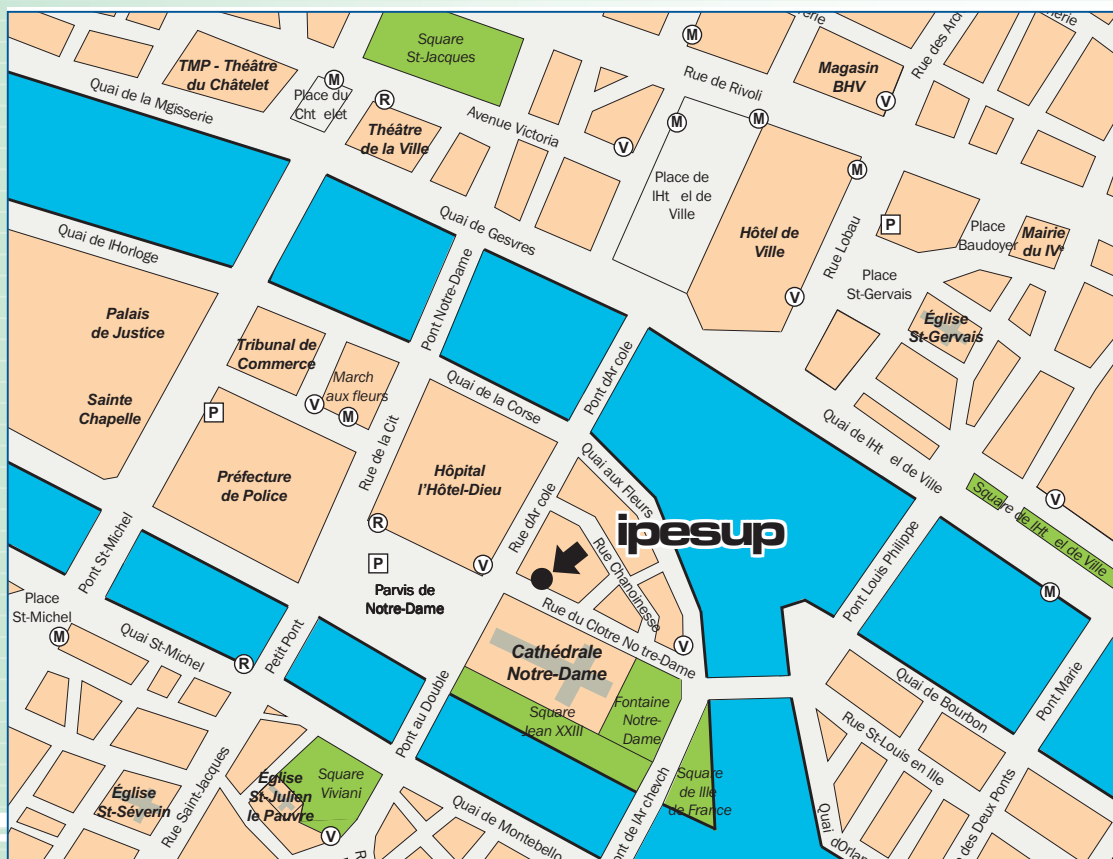 Square
St-Jacques
TMP - Théâtre
du Châtelet
M
Place du
Cht elet
R
Théâtre
de la Ville
Quai de la Mgisserie
Avenue Victoria
V
M
Rue de Rivoli
Magasin
BHV
V
M
M
M
Place de
lHt el de
Ville
Hôtel de
Ville
V
Rue Lobau
P
Place
Baudoyer
Mairie
du IVe
Place
St-Gervais
Église
St-Gervais
Quai de lHorloge
Quai de Gesvres
Pont Notre-Dame
Palais
de Justice
Sainte
Chapelle
Tribunal de
Commerce
March
aux fleurs
V
M
P
Préfecture
de Police
Rue de la Cit
Quai de la Corse
Pont dAr cole
Hôpital
l'Hôtel-Dieu
R
V
P
Parvis de
Notre-Dame
Rue dAr cole
Quai aux Fleurs
ipesup
Rue Chanoinesse
Rue du Clotre No tre-Dame
V
Cathédrale
Notre-Dame
Square
Jean XXIII
Fontaine
Notre-
Dame
Square
de lIle
de France
Quai de lHt el de Ville
Square de lHt el de Ville
V
M
Pont Louis Philippe
Pont Marie
Quai de Bourbon
Rue St-Louis en lIle
des Deux Ponts
Pont St-Michel
Place
St-Michel
M
Quai St-Michel
R
Petit Pont
Pont au Double
Rue Saint-Jacques
Église
St-Séverin
Église
St-Julien
le Pauvre
Square
Viviani
V
Quai de Montebello